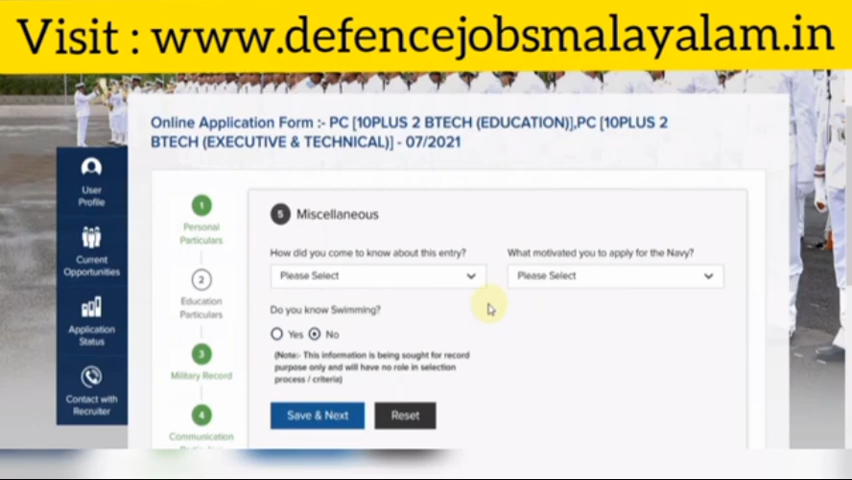 Visit : www.defencejobsmalayalam.in
Online Application Form :- PC [10PLUS 2 BTECH (EDUCATION)],PC [10PLUS 2
BTECH (EXECUTIVE & TECHNICAL)] - 07/2021
User
Profile
Current
Opportunities
Application
Status
Contact with
Recruiter
1
Personal
Particulars
2
Education
Particulars
3
Military Record
4
Communication
5 Miscellaneous
How did you come to know about this entry?
Please Select
What motivated you to apply for the Navy?
Please Select
Do you know Swimming?
Yes No
(Note:- This information is being sought for record
purpose only and will have no role in selection
process / criteria)
Save & Next
Reset